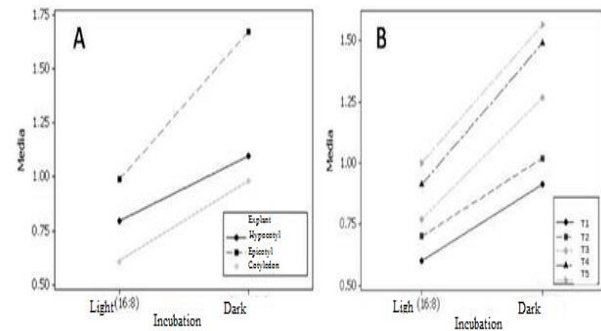 A
1.75
1.50
1.25
1.00
0.75
0.50
Media
Light (16:8)
Dark
Incubation
Explant
Hypocotyl
Epicotyl
Cotyledon
B
1.50
1.25
1.00
0.75
0.50
Media
Ligh (16:8)
Dark
Incubation
T1
T2
T3
T4
T5